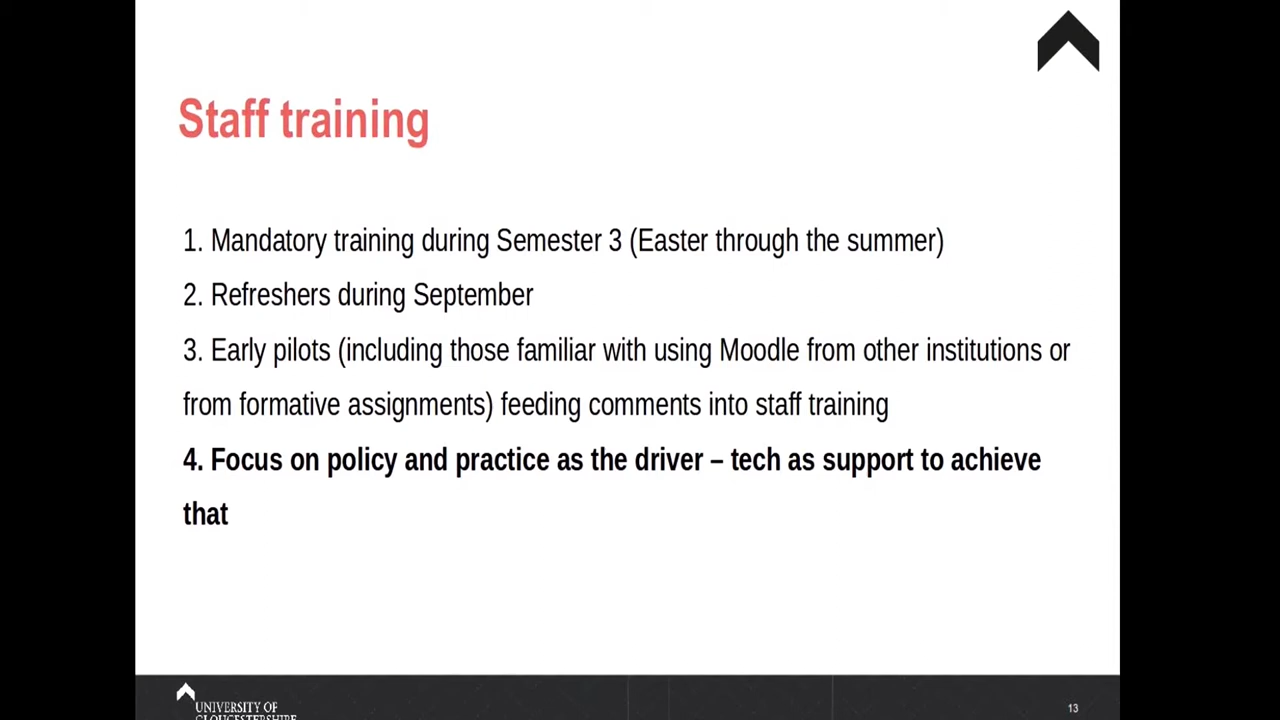 Staff training
1. Mandatory training during Semester 3 (Easter through the summer)
2. Refreshers during September
3. Early pilots (including those familiar with using Moodle from other institutions or
from formative assignments) feeding comments into staff training
4. Focus on policy and practice as the driver – tech as support to achieve
that
UNIVERSITY OF
GLOUCESTERSHIRE
13